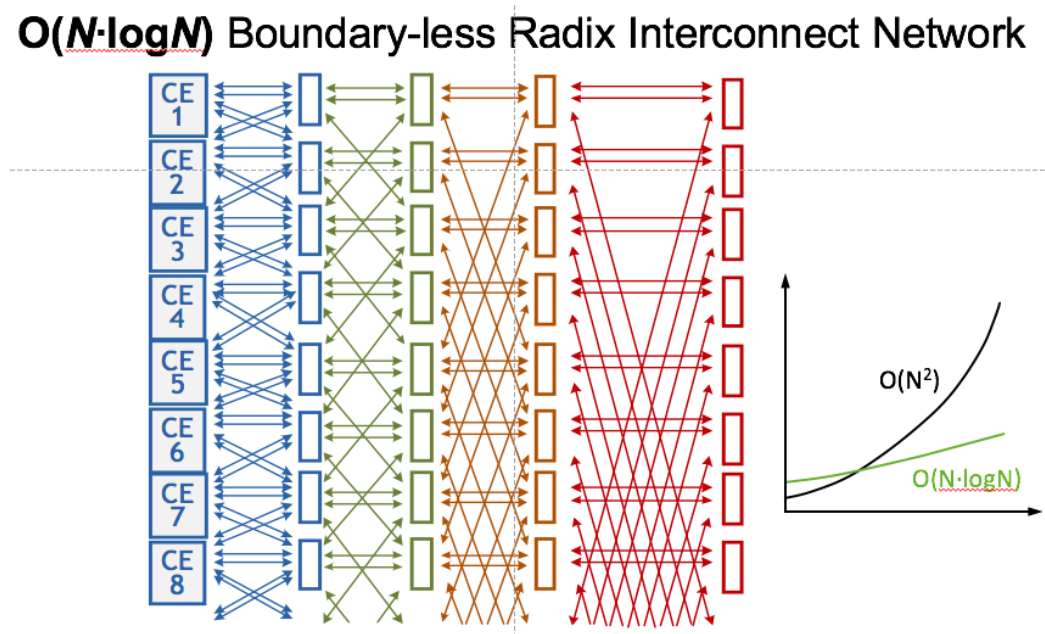 O(N·logN) Boundary-less Radix Interconnect Network
CE
1
CE
2
CE
3
CE
4
CE
5
CE
6
CE
7
CE
8
O(N²)
O(N·logN)